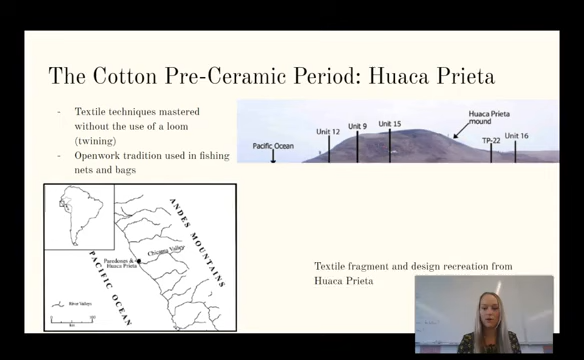 The Cotton Pre-Ceramic Period: Huaca Prieta
- Textile techniques mastered
without the use of a loom
(twining)
- Openwork tradition used in fishing
nets and bags
Pacific Ocean
Unit 12
Unit 9
Unit 15
Huaca Prieta
mound
TP-22
Unit 16
ANDES MOUNTAINS
Chicama Valley
Paredones &
Huaca Prieta
PACIFIC OCEAN
River Valleys
Textile fragment and design recreation from
Huaca Prieta